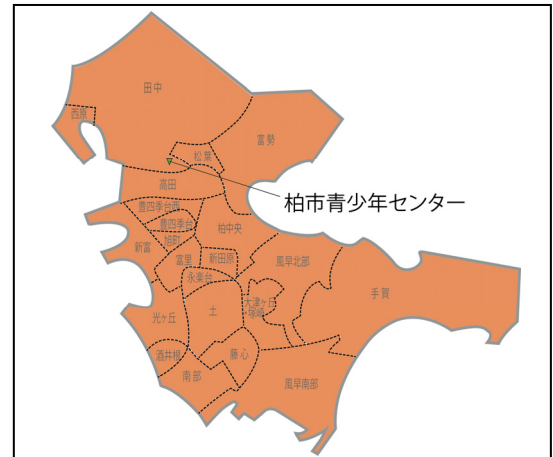 田中
西原
富勢
松葉
高田
柏市青少年センター
豊四季台西
豊四季台
柏中央
旭町
新富
富里
新田原
風早北部
永楽台
手賀
大津ヶ丘
塚崎
光ヶ丘
土
酒井根
藤心
南部
風早南部